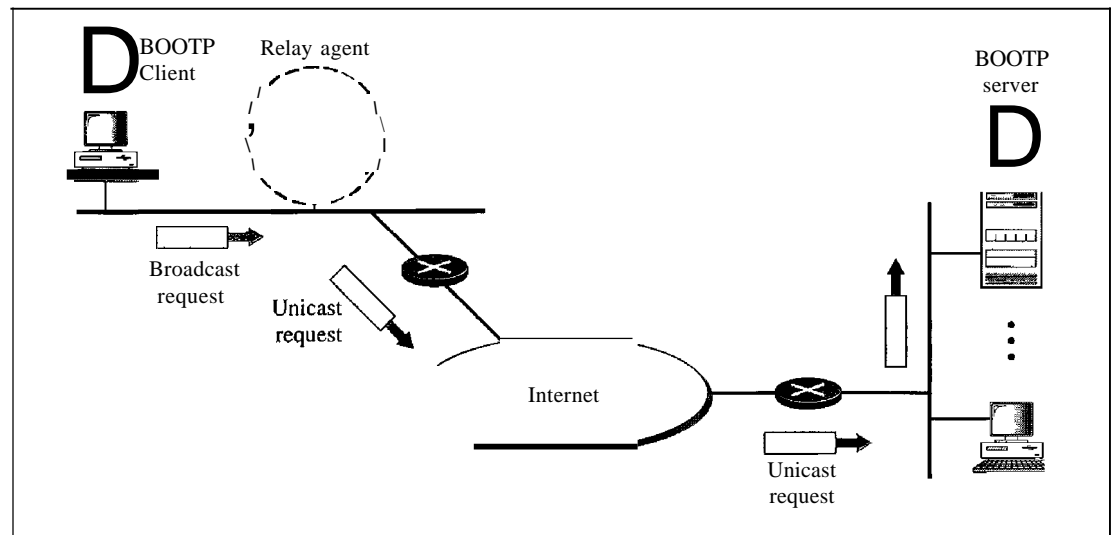 D
BOOTP
Client
Relay agent
BOOTP
server
D
Broadcast
request
Unicast
request
Internet
Unicast
request